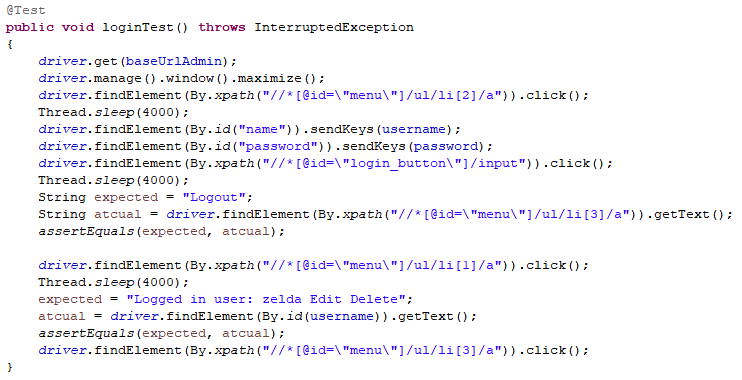 @Test
public void loginTest() throws InterruptedException
{
    driver.get(baseUrlAdmin);
    driver.manage().window().maximize();
    driver.findElement(By.xpath("//*[@id=\"menu\"]/ul/li[2]/a")).click();
    Thread.sleep(4000);
    driver.findElement(By.id("name")).sendKeys(username);
    driver.findElement(By.id("password")).sendKeys(password);
    driver.findElement(By.xpath("//*[@id=\"login_button\"]/input")).click();
    Thread.sleep(4000);
    String expected = "Logout";
    String atcual = driver.findElement(By.xpath("//*[@id=\"menu\"]/ul/li[3]/a")).getText();
    assertEquals(expected, atcual);

    driver.findElement(By.xpath("//*[@id=\"menu\"]/ul/li[1]/a")).click();
    Thread.sleep(4000);
    expected = "Logged in user: zelda Edit Delete";
    atcual = driver.findElement(By.id(username)).getText();
    assertEquals(expected, atcual);
    driver.findElement(By.xpath("//*[@id=\"menu\"]/ul/li[3]/a")).click();
}